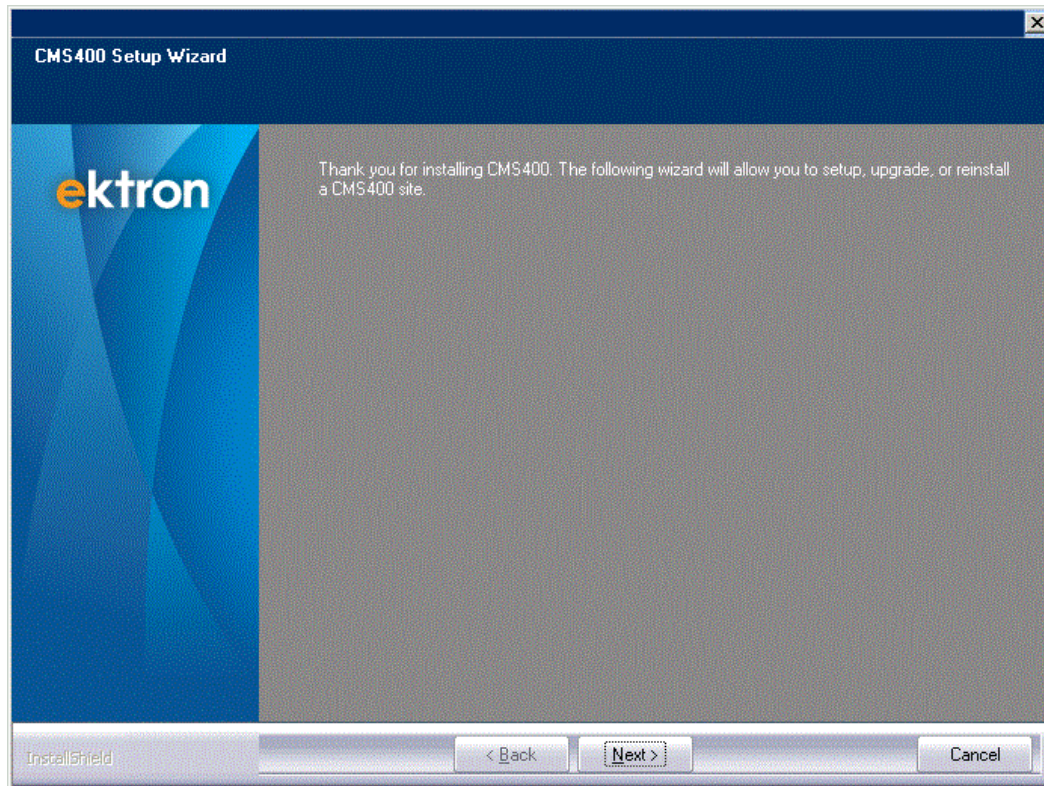 CMS400 Setup Wizard
ektron
Thank you for installing CMS400. The following wizard will allow you to setup, upgrade, or reinstall
a CMS400 site.
InstallShield
< Back
Next >
Cancel